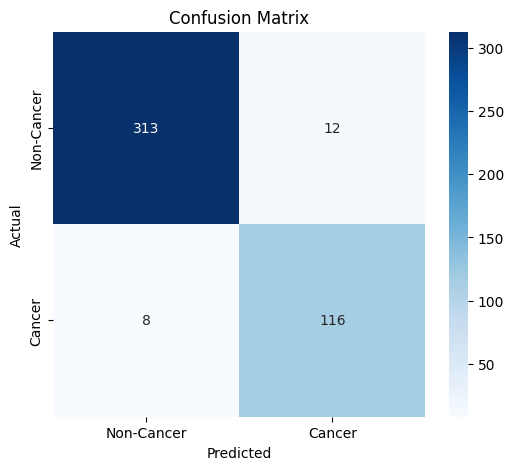 Confusion Matrix
Actual
Non-Cancer
Cancer
313
12
8
116
Non-Cancer
Cancer
Predicted
300
250
200
150
100
50